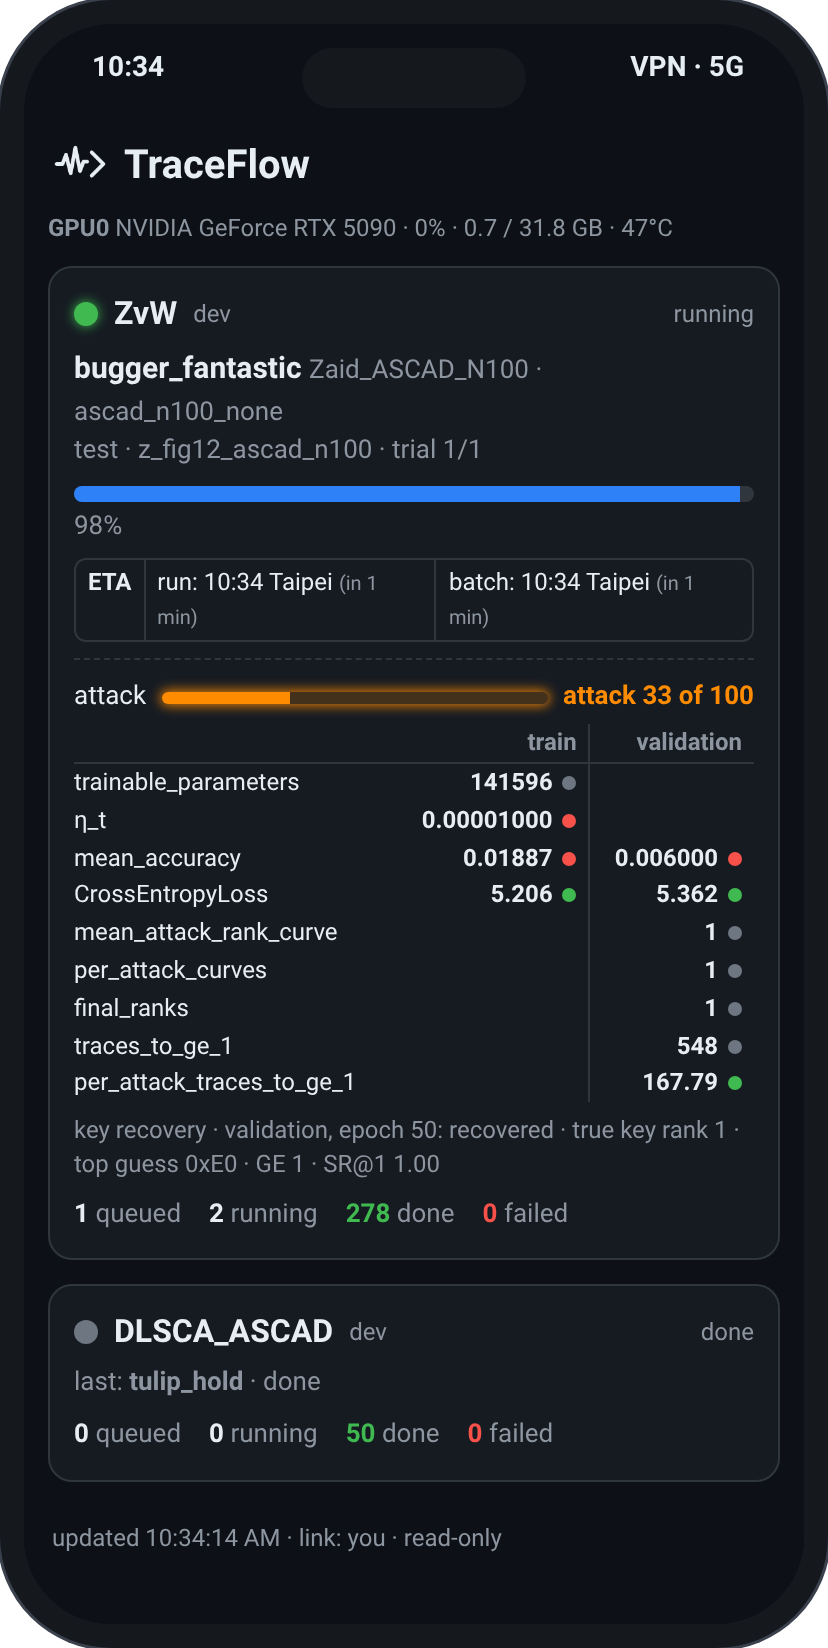 10:34 VPN · 5G
TraceFlow
GPU0 NVIDIA GeForce RTX 5090 · 0% · 0.7 / 31.8 GB · 47°C
ZvW dev running
bugger_fantastic Zaid_ASCAD_N100 ·
ascad_n100_none
test · z_fig12_ascad_n100 · trial 1/1
98%
ETA run: 10:34 Taipei (in 1 min) batch: 10:34 Taipei (in 1 min)
attack attack 33 of 100
train validation
trainable_parameters 141596
η_t 0.00001000
mean_accuracy 0.01887 0.006000
CrossEntropyLoss 5.206 5.362
mean_attack_rank_curve 1
per_attack_curves 1
final_ranks 1
traces_to_ge_1 548
per_attack_traces_to_ge_1 167.79
key recovery · validation, epoch 50: recovered · true key rank 1 ·
top guess 0xE0 · GE 1 · SR@1 1.00
1 queued 2 running 278 done 0 failed
DLSCA_ASCAD dev done
last: tulip_hold · done
0 queued 0 running 50 done 0 failed
updated 10:34:14 AM · link: you · read-only